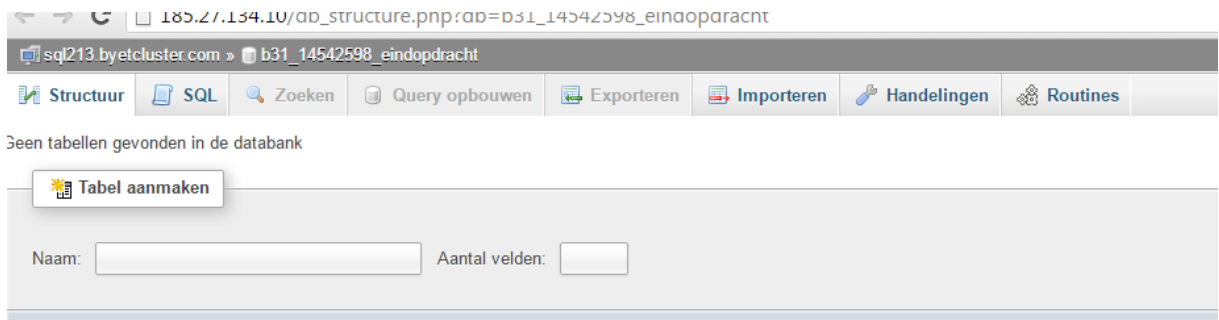 185.27.134.10/db_structure.php?db=b31_14542598_eindopdracht
sql213.byetcluster.com » b31_14542598_eindopdracht
Structuur SQL Zoeken Query opbouwen Exporteren Importeren Handelingen Routines
Geen tabellen gevonden in de databank
Tabel aanmaken
Naam: Aantal velden: